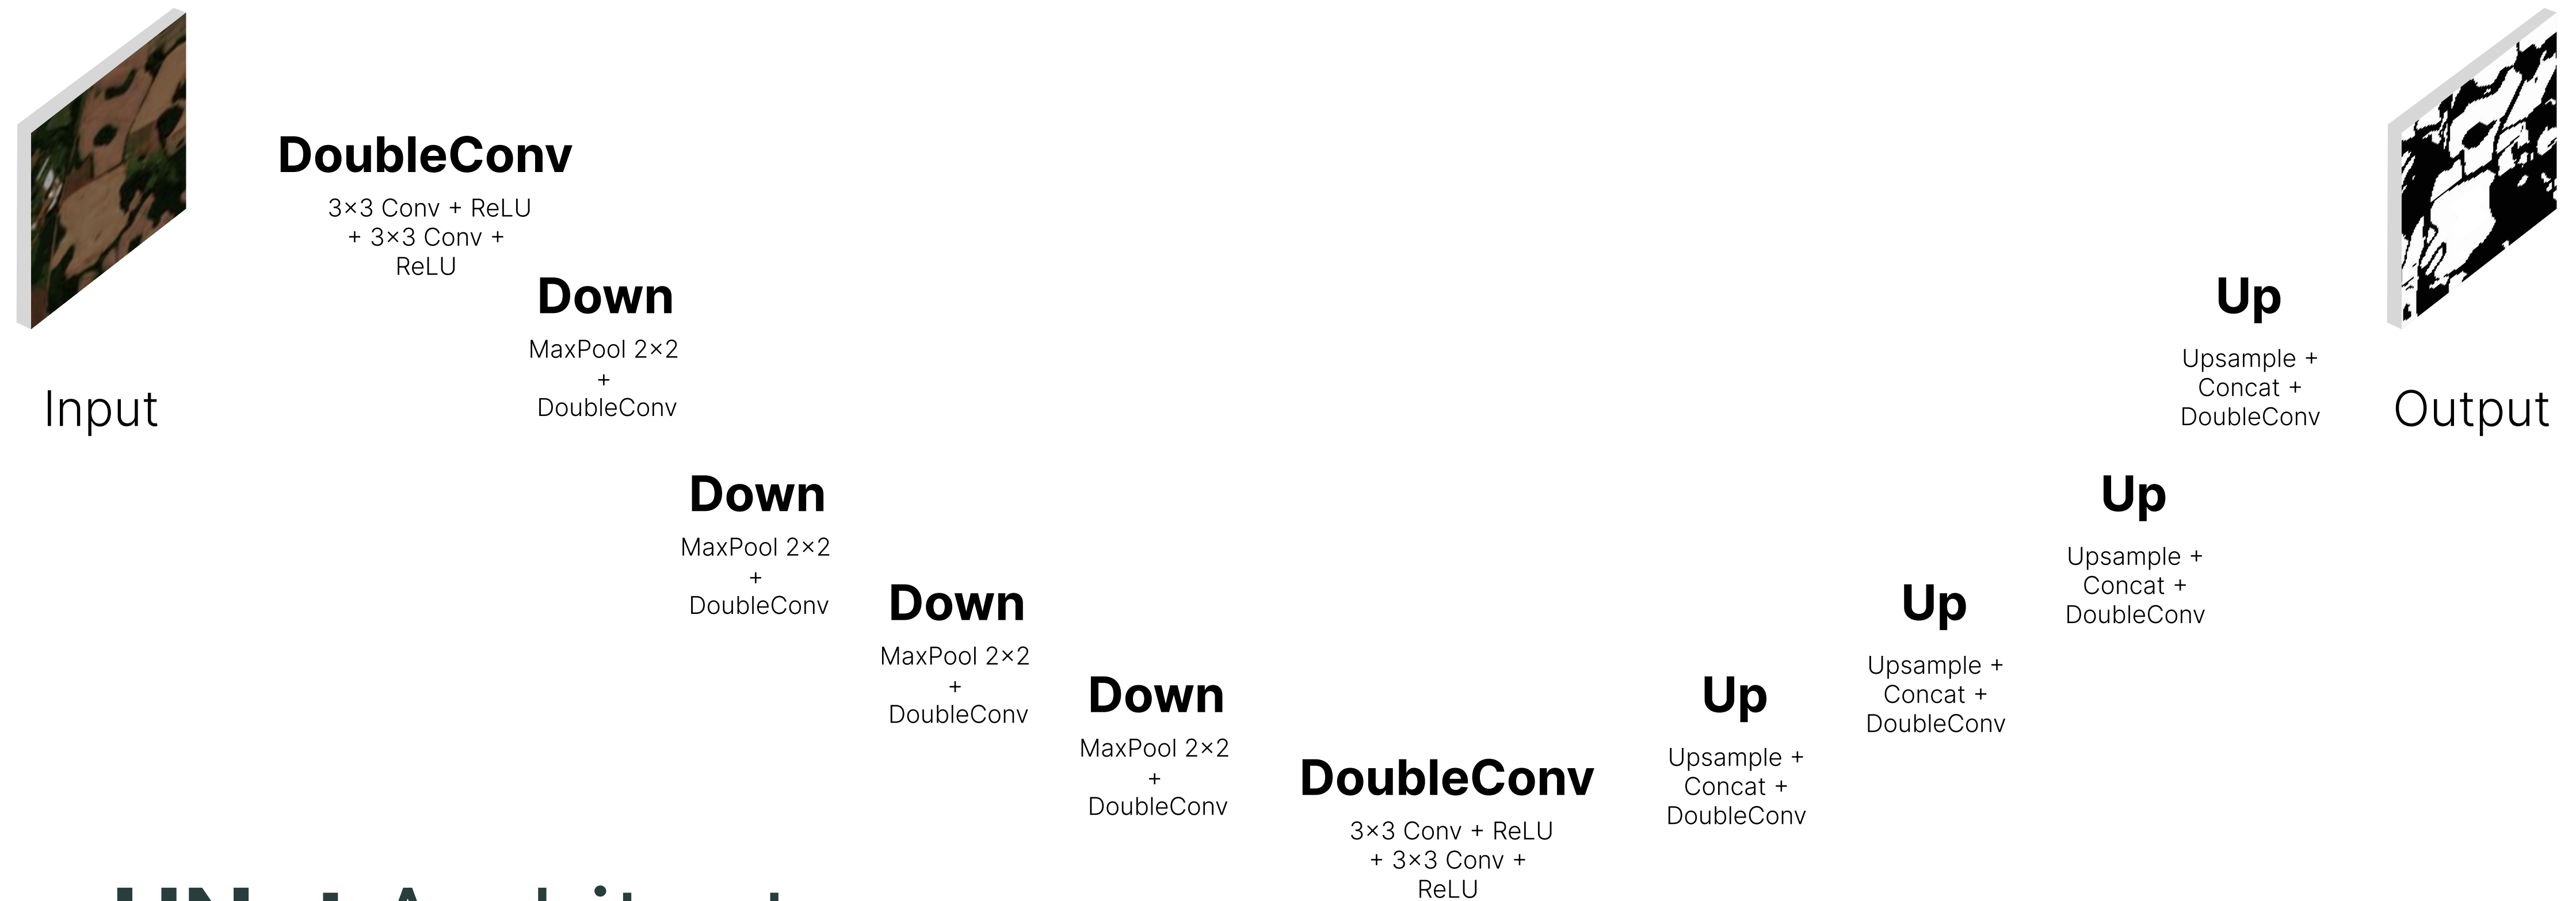 Input
DoubleConv
3×3 Conv + ReLU
+ 3×3 Conv +
ReLU
Down
MaxPool 2×2
+
DoubleConv
Down
MaxPool 2×2
+
DoubleConv
Down
MaxPool 2×2
+
DoubleConv
Down
MaxPool 2×2
+
DoubleConv
DoubleConv
3×3 Conv + ReLU
+ 3×3 Conv +
ReLU
Up
Upsample +
Concat +
DoubleConv
Up
Upsample +
Concat +
DoubleConv
Up
Upsample +
Concat +
DoubleConv
Up
Upsample +
Concat +
DoubleConv
Output